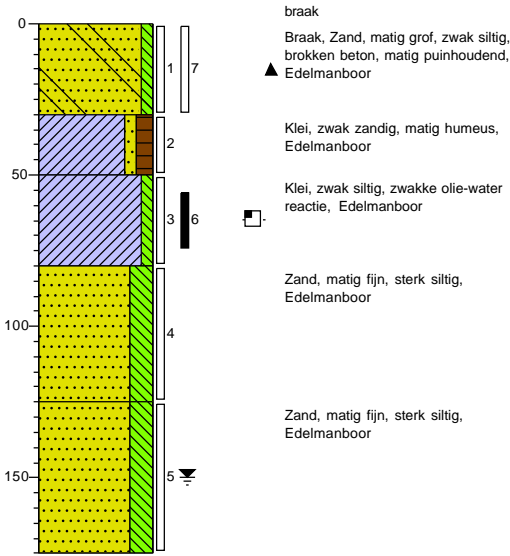 braak
0
Braak, Zand, matig grof, zwak siltig,
brokken beton, matig puinhoudend,
Edelmanboor
1 7
Klei, zwak zandig, matig humeus,
Edelmanboor
2
50
Klei, zwak siltig, zwakke olie-water
reactie, Edelmanboor
3 6
Zand, matig fijn, sterk siltig,
Edelmanboor
100
4
Zand, matig fijn, sterk siltig,
Edelmanboor
150
5